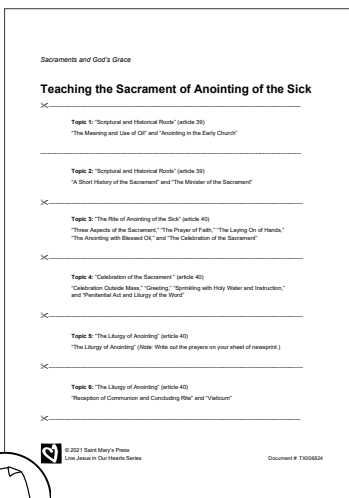 Sacraments and God's Grace
Teaching the Sacrament of Anointing of the Sick
Topic 1: "Scriptural and Historical Roots" (article 39)
"The Meaning and Use of Oil" and "Anointing in the Early Church"
Topic 2: "Scriptural and Historical Roots" (article 39)
"A Short History of the Sacrament" and "The Minister of the Sacrament"
Topic 3: "The Rite of Anointing of the Sick" (article 40)
"Three Aspects of the Sacrament," "The Prayer of Faith," "The Laying On of Hands,"
"The Anointing with Blessed Oil," and "The Celebration of the Sacrament"
Topic 4: "Celebration of the Sacrament " (article 40)
"Celebration Outside Mass," "Greeting," "Sprinkling with Holy Water and Instruction,"
and "Penitential Act and Liturgy of the Word"
Topic 5: "The Liturgy of Anointing" (article 40)
"The Liturgy of Anointing" (Note: Write out the prayers on your sheet of newsprint.)
Topic 6: "The Liturgy of Anointing" (article 40)
"Reception of Communion and Concluding Rite" and "Viaticum"
© 2021 Saint Mary's Press
Live Jesus in Our Hearts Series
Document #: TX006824